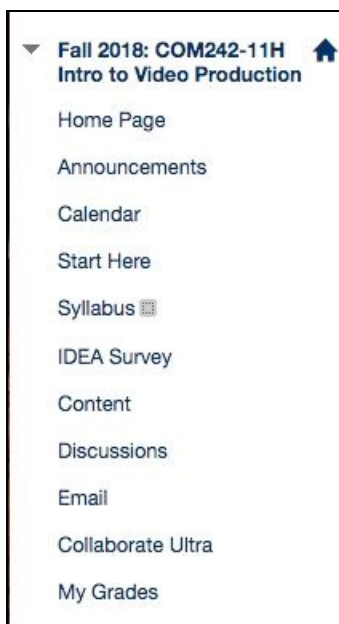 Fall 2018: COM242-11H
Intro to Video Production
Home Page
Announcements
Calendar
Start Here
Syllabus
IDEA Survey
Content
Discussions
Email
Collaborate Ultra
My Grades